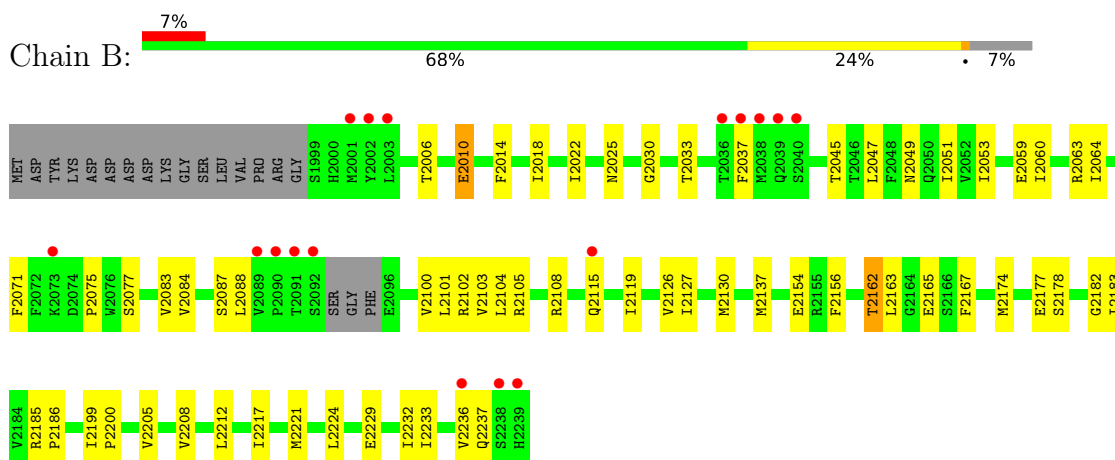 7%
Chain B:
68% 24% • 7%
MET ASP TYR LYS ASP ASP ASP ASP LYS GLY SER LEU VAL PRO ARG GLY S1999 H2000 M2001 Y2002 L2003 T2006 E2010 F2014 I2018 I2022 N2025 G2030 T2033 T2036 F2037 M2038 Q2039 S2040 T2045 T2046 L2047 F2048 N2049 Q2050 I2051 V2052 I2053 E2059 I2060 R2063 I2064
F2071 F2072 K2073 D2074 P2075 W2076 S2077 V2083 V2084 S2087 L2088 V2089 P2090 T2091 S2092 SER GLY PHE E2096 V2100 L2101 R2102 V2103 L2104 R2105 R2108 Q2115 I2119 V2126 I2127 M2130 M2137 E2154 R2155 F2156 T2162 L2163 G2164 E2165 S2166 F2167 M2174 E2177 S2178 G2182 I2183
V2184 R2185 P2186 I2199 P2200 V2205 V2208 L2212 I2217 M2221 L2224 E2229 I2232 I2233 V2236 Q2237 S2238 H2239